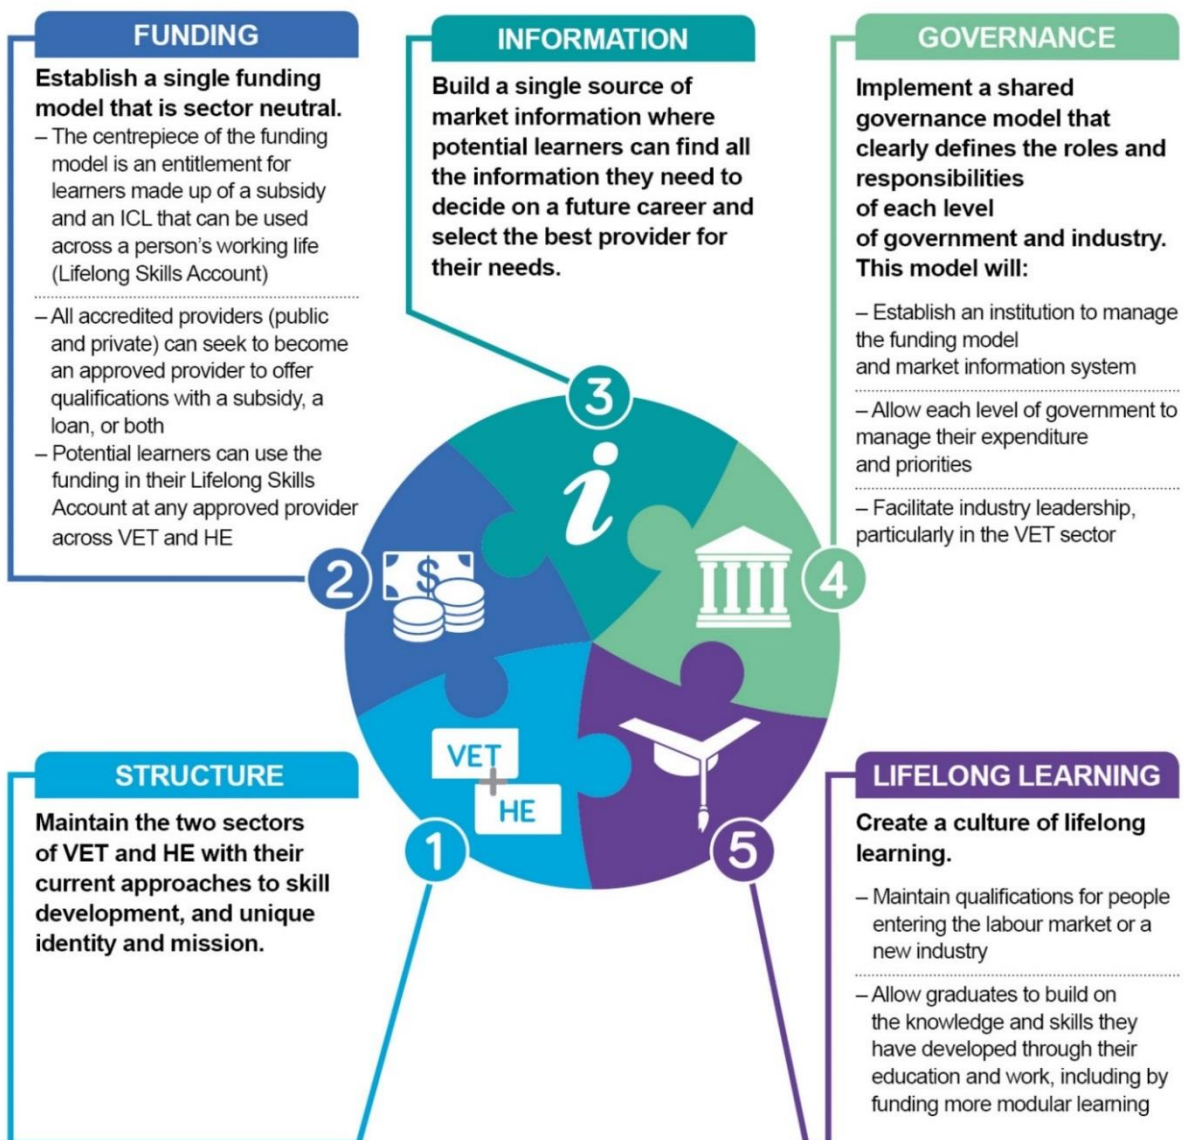 FUNDING
Establish a single funding
model that is sector neutral.
– The centrepiece of the funding
model is an entitlement for
learners made up of a subsidy
and an ICL that can be used
across a person's working life
(Lifelong Skills Account)
– All accredited providers (public
and private) can seek to become
an approved provider to offer
qualifications with a subsidy, a
loan, or both
– Potential learners can use the
funding in their Lifelong Skills
Account at any approved provider
across VET and HE
INFORMATION
Build a single source of
market information where
potential learners can find all
the information they need to
decide on a future career and
select the best provider for
their needs.
GOVERNANCE
Implement a shared
governance model that
clearly defines the roles and
responsibilities
of each level
of government and industry.
This model will:
– Establish an institution to manage
the funding model
and market information system
– Allow each level of government to
manage their expenditure
and priorities
– Facilitate industry leadership,
particularly in the VET sector
3
i
2
$
4
VET
+
HE
1
5
STRUCTURE
Maintain the two sectors
of VET and HE with their
current approaches to skill
development, and unique
identity and mission.
LIFELONG LEARNING
Create a culture of lifelong
learning.
– Maintain qualifications for people
entering the labour market or a
new industry
– Allow graduates to build on
the knowledge and skills they
have developed through their
education and work, including by
funding more modular learning